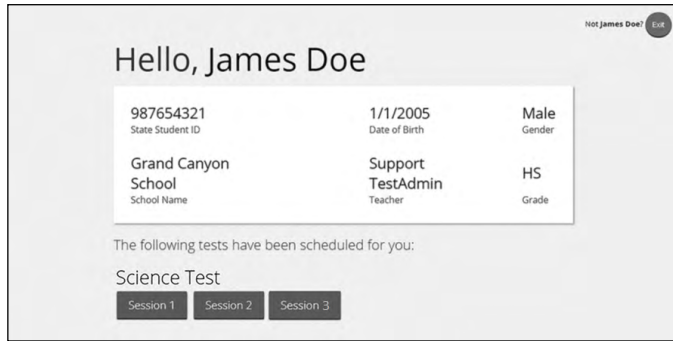 Not James Doe? Exit
Hello, James Doe
987654321 1/1/2005 Male
State Student ID Date of Birth Gender
Grand Canyon School Support TestAdmin HS
School Name Teacher Grade
The following tests have been scheduled for you:
Science Test
Session 1 Session 2 Session 3